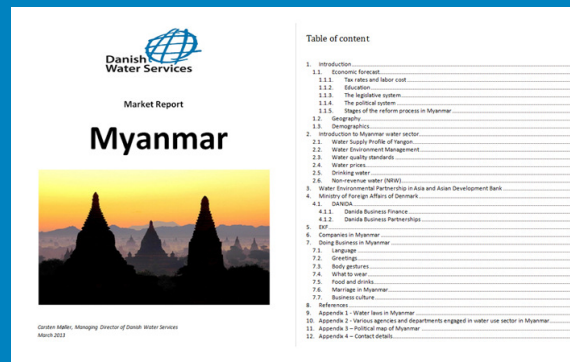 Danish
Water Services
Market Report
Myanmar
Carsten Møller, Managing Director of Danish Water Services
March 2013
Table of content
1. Introduction
1.1. Economic forecast
1.1.1. Tax rates and labor cost
1.1.2. Education
1.1.3. The legislative system
1.1.4. The political system
1.1.5. Stages of the reform process in Myanmar
1.2. Geography
1.3. Demographics
2. Introduction to Myanmar water sector
2.1. Water Supply Profile of Yangon
2.2. Water Environment Management
2.3. Water quality standards
2.4. Water prices
2.5. Drinking water
2.6. Non-revenue water (NRW)
3. Water Environmental Partnership in Asia and Asian Development Bank
4. Ministry of Foreign Affairs of Denmark
4.1. DANIDA
4.1.1. Danida Business Finance
4.1.2. Danida Business Partnerships
5. EKF
6. Companies in Myanmar
7. Doing Business in Myanmar
7.1. Language
7.2. Greetings
7.3. Body gestures
7.4. What to wear
7.5. Food and drinks
7.6. Marriage in Myanmar
7.7. Business culture
8. References
9. Appendix 1 - Water laws in Myanmar
10. Appendix 2 - Various agencies and departments engaged in water use sector in Myanmar
11. Appendix 3 – Political map of Myanmar
12. Appendix 4 – Contact details